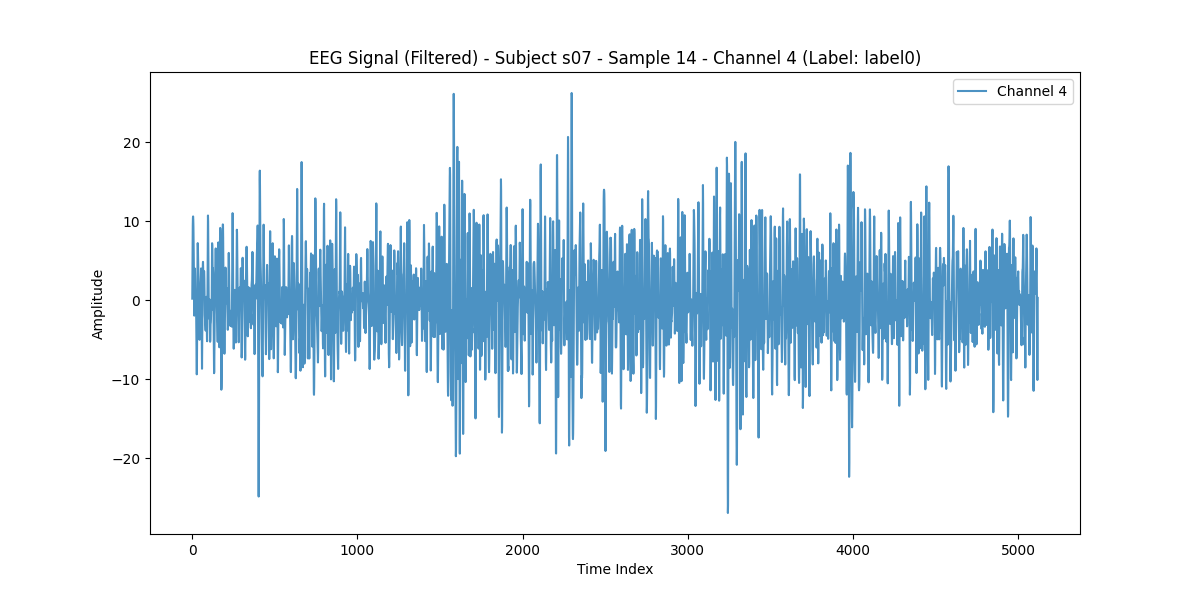 EEG Signal (Filtered) - Subject s07 - Sample 14 - Channel 4 (Label: label0)
Channel 4
Amplitude
20
10
0
−10
−20
0 1000 2000 3000 4000 5000
Time Index